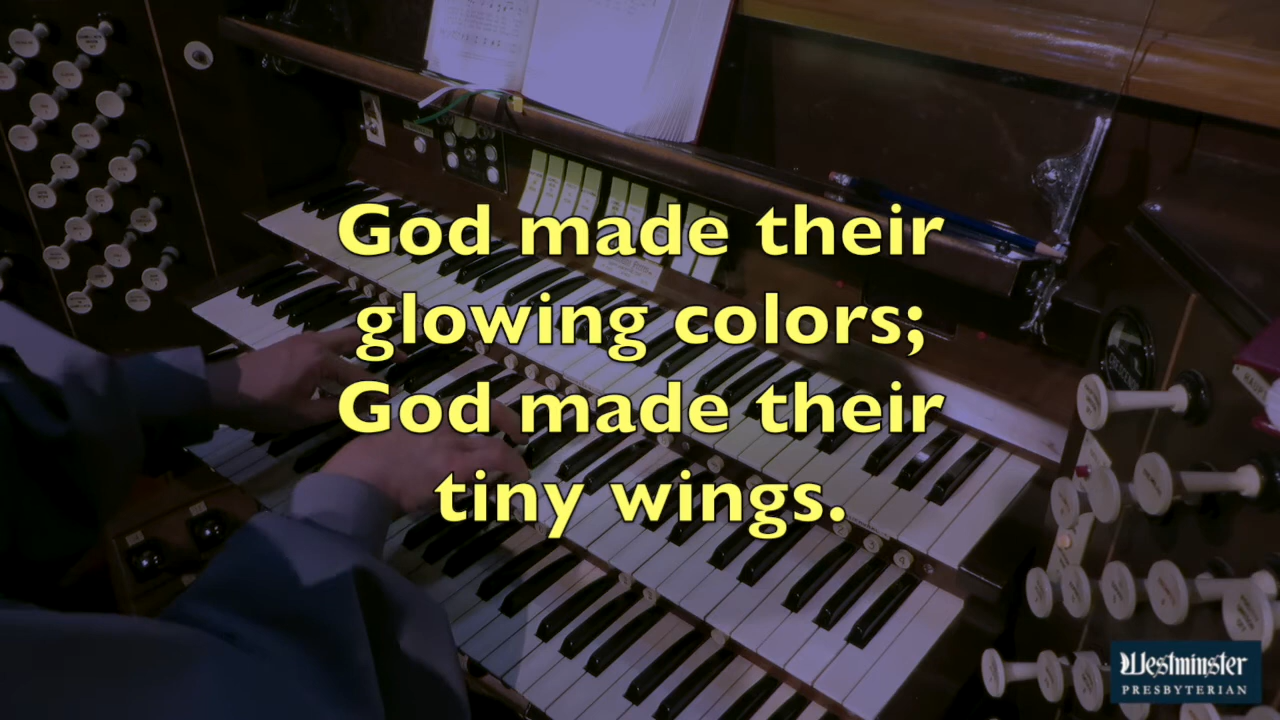 God made their
glowing colors;
God made their
tiny wings.
Westminster
PRESBYTERIAN